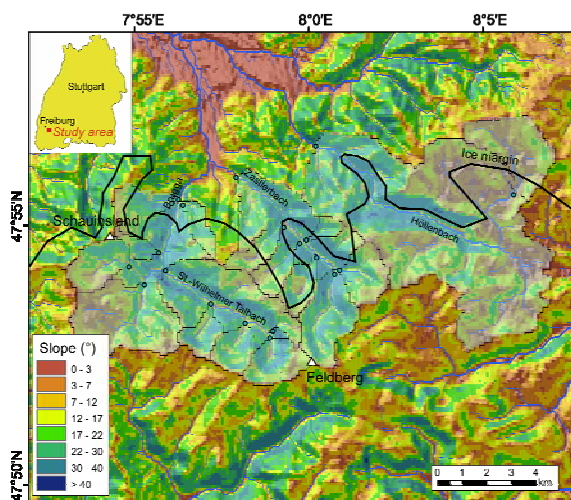 7°55'E 8°0'E 8°5'E
Stuttgart
Freiburg
Study area
Ice margin
Zastlerbach
47°55'N
Schauinsland
Höllenbach
St.-Wilhelmer Talbach
Slope (°)
0 - 3
3 - 7
7 - 12
12 - 17
17 - 22
22 - 30
30 - 40
> 40
Feldberg
47°50'N
0 1 2 3 4
km